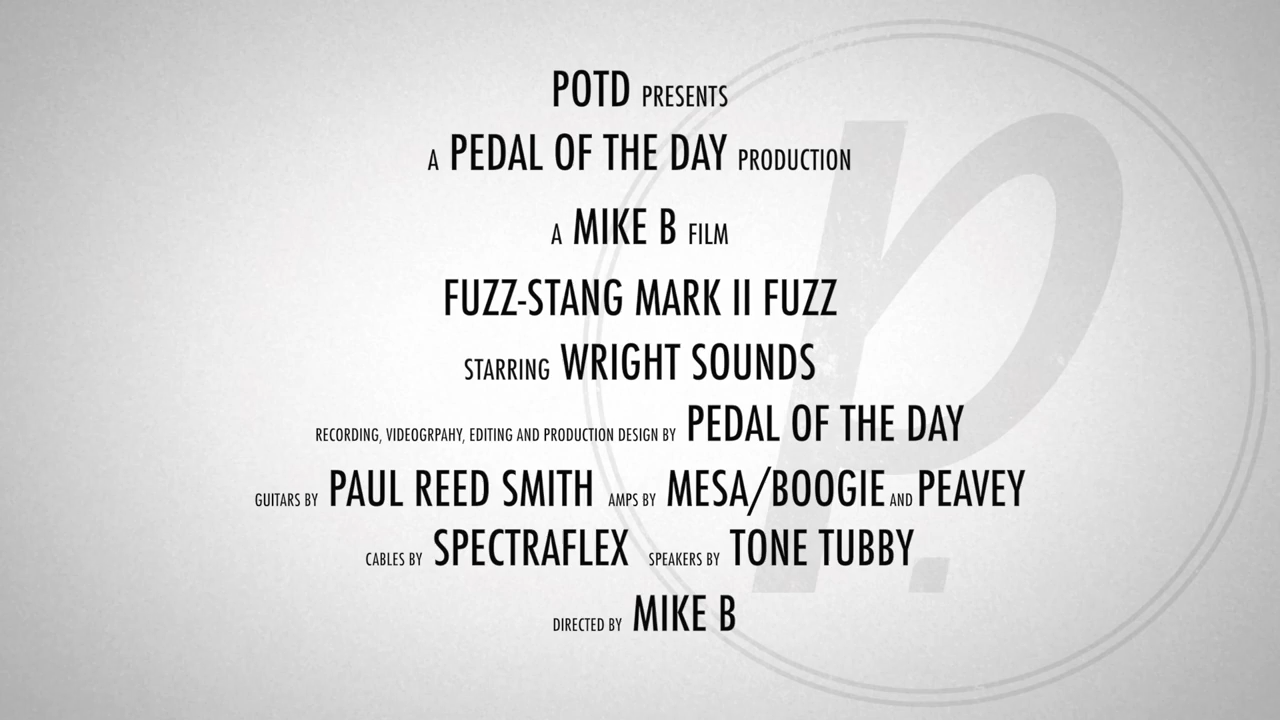 POTD PRESENTS
A PEDAL OF THE DAY PRODUCTION
A MIKE B FILM
FUZZ-STANG MARK II FUZZ
STARRING WRIGHT SOUNDS
RECORDING, VIDEOGRPAHY, EDITING AND PRODUCTION DESIGN BY PEDAL OF THE DAY
GUITARS BY PAUL REED SMITH AMPS BY MESA/BOOGIE AND PEAVEY
CABLES BY SPECTRAFLEX SPEAKERS BY TONE TUBBY
DIRECTED BY MIKE B
p.